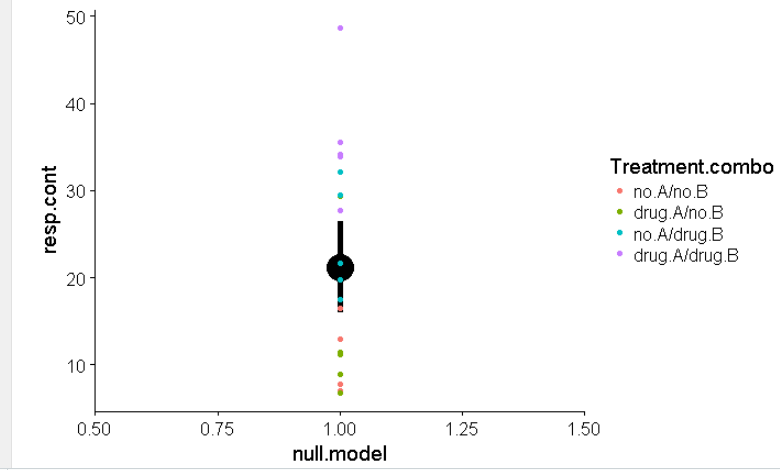 50
40
30
20
10
resp.cont
0.50 0.75 1.00 1.25 1.50
null.model
Treatment.combo
no.A/no.B
drug.A/no.B
no.A/drug.B
drug.A/drug.B